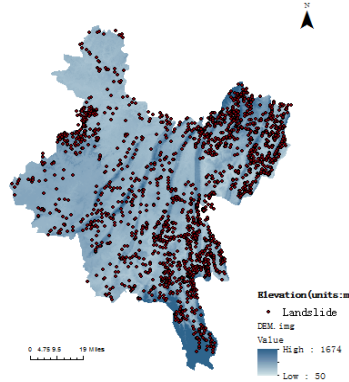 N
Elevation(units:m
Landslide
DEM.img
Value
High : 1674
Low : 50
0 4.75 9.5 19 Miles